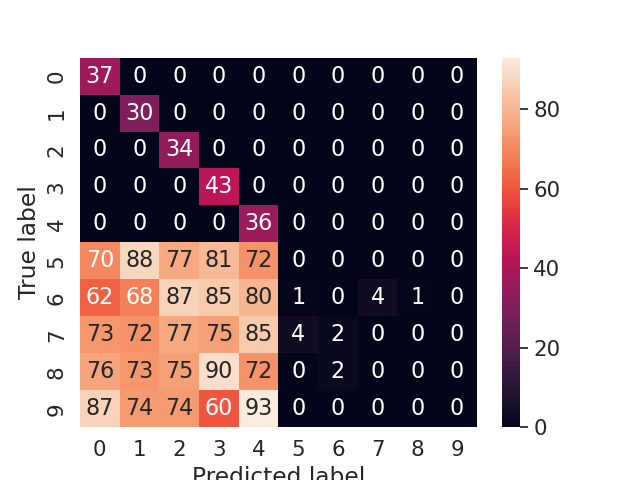 0 37 0 0 0 0 0 0 0 0 0
1 0 30 0 0 0 0 0 0 0 0
2 0 0 34 0 0 0 0 0 0 0
3 0 0 0 43 0 0 0 0 0 0
4 0 0 0 0 36 0 0 0 0 0
5 70 88 77 81 72 0 0 0 0 0
6 62 68 87 85 80 1 0 4 1 0
7 73 72 77 75 85 4 2 0 0 0
8 76 73 75 90 72 0 2 0 0 0
9 87 74 74 60 93 0 0 0 0 0
0 1 2 3 4 5 6 7 8 9
Predicted label
True label
80
60
40
20
0